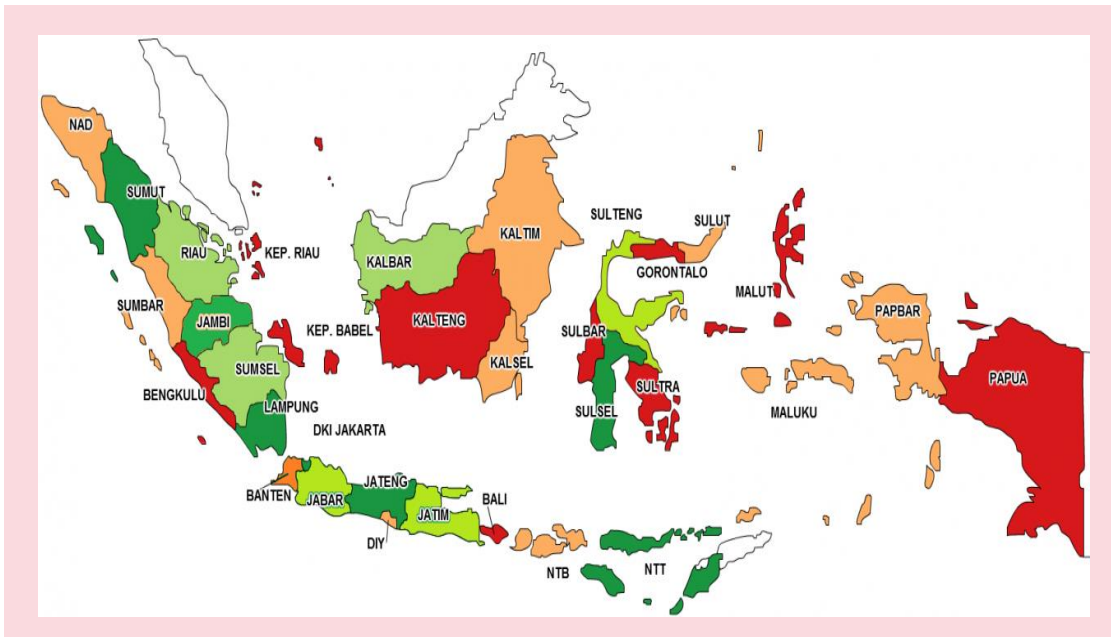 NAD
SUMUT
RIAU
KEP. RIAU
SUMBAR
JAMBI
KEP. BABEL
SUMSEL
BENGKULU
LAMPUNG
DKI JAKARTA
KALBAR
KALTIM
KALTENG
KALSEL
SULTENG
SULUT
GORONTALO
SULBAR
SULTRA
SULSEL
MALUT
PAPBAR
MALUKU
PAPUA
BANTEN
JABAR
JATENG
DIY
JATIM
BALI
NTB
NTT